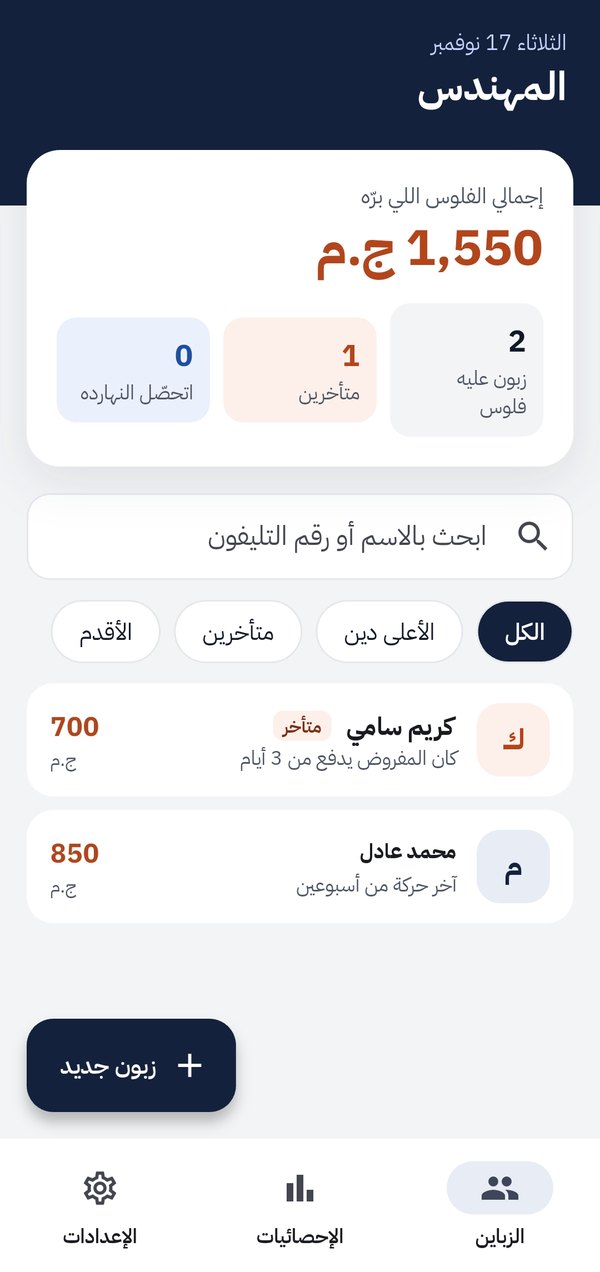 الثلاثاء 17 نوفمبر
المهندس
إجمالي الفلوس اللي برّه
1,550 ج.م
2
زبون عليه
فلوس
1
متأخرين
0
اتحصّل النهارده
ابحث بالاسم أو رقم التليفون
الكل
الأعلى دين
متأخرين
الأقدم
ك
كريم سامي
متأخر
كان المفروض يدفع من 3 أيام
700
ج.م
م
محمد عادل
آخر حركة من أسبوعين
850
ج.م
زبون جديد
الزباين
الإحصائيات
الإعدادات